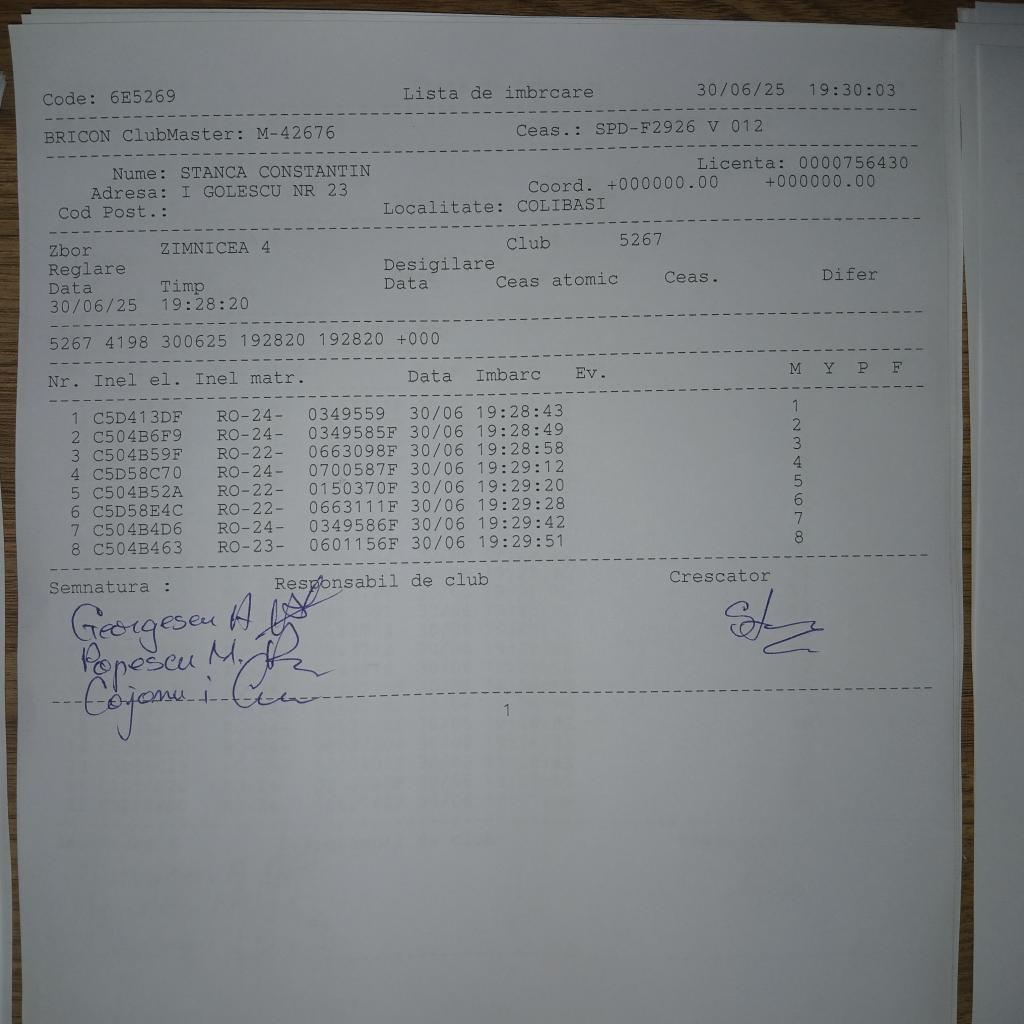 Code: 6E5269 Lista de imbrcare 30/06/25 19:30:03
BRICON ClubMaster: M-42676 Ceas.: SPD-F2926 V 012
Nume: STANCA CONSTANTIN Licenta: 0000756430
Adresa: I GOLESCU NR 23 Coord. +000000.00 +000000.00
Cod Post.: Localitate: COLIBASI
Zbor ZIMNICEA 4 Club 5267
Reglare Desigilare
Data Timp Data Ceas atomic Ceas. Difer
30/06/25 19:28:20
5267 4198 300625 192820 192820 +000
Nr. Inel el. Inel matr. Data Imbarc Ev. M Y P F
1 C5D413DF RO-24- 0349559 30/06 19:28:43 1
2 C504B6F9 RO-24- 0349585F 30/06 19:28:49 2
3 C504B59F RO-22- 0663098F 30/06 19:28:58 3
4 C5D58C70 RO-24- 0700587F 30/06 19:29:12 4
5 C504B52A RO-22- 0150370F 30/06 19:29:20 5
6 C5D58E4C RO-22- 0663111F 30/06 19:29:28 6
7 C504B4D6 RO-24- 0349586F 30/06 19:29:42 7
8 C504B463 RO-23- 0601156F 30/06 19:29:51 8
Semnatura : Responsabil de club Crescator
Georgescu A
Popescu M.
Cojanu i
1